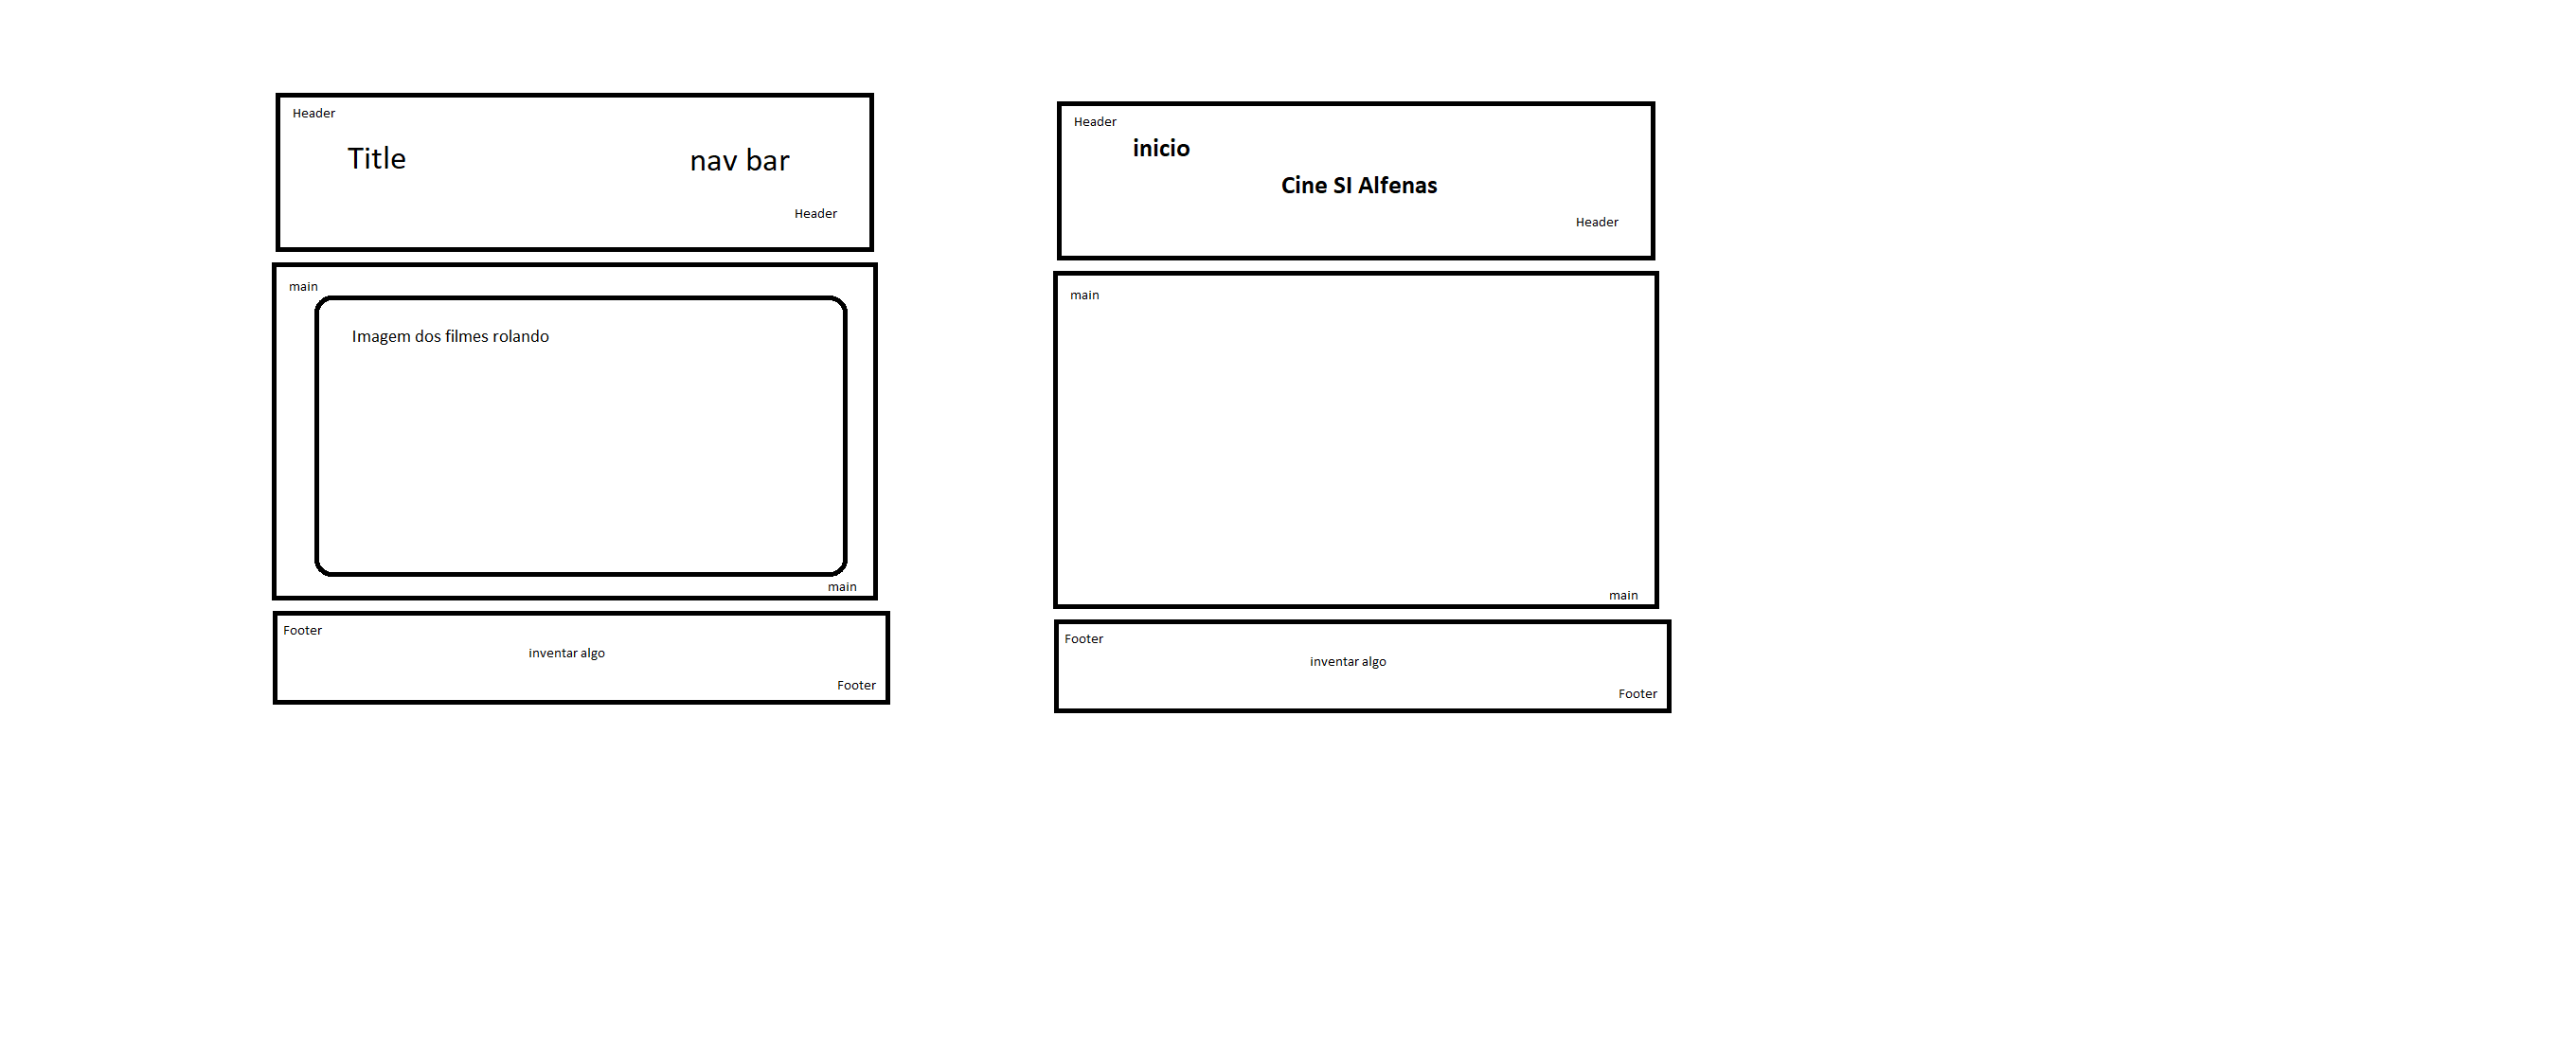 Header
Title
nav bar
Header
main
Imagem dos filmes rolando
main
Footer
inventar algo
Footer
Header
inicio
Cine SI Alfenas
Header
main
main
Footer
inventar algo
Footer